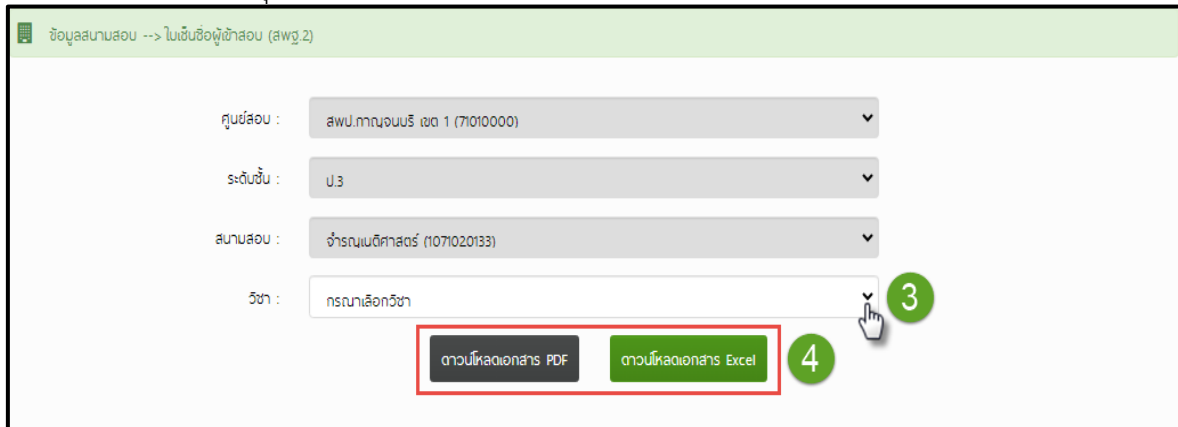 ข้อมูลสนามสอบ --> ใบเซ็นชื่อผู้เข้าสอบ (สพฐ.2)
ศูนย์สอบ : สพป.กาญจนบุรี เขต 1 (71010000)
ระดับชั้น : ป.3
สนามสอบ : จำรณเนติศาสตร์ (1071020133)
วิชา : กรุณาเลือกวิชา 3
ดาวน์โหลดเอกสาร PDF ดาวน์โหลดเอกสาร Excel 4